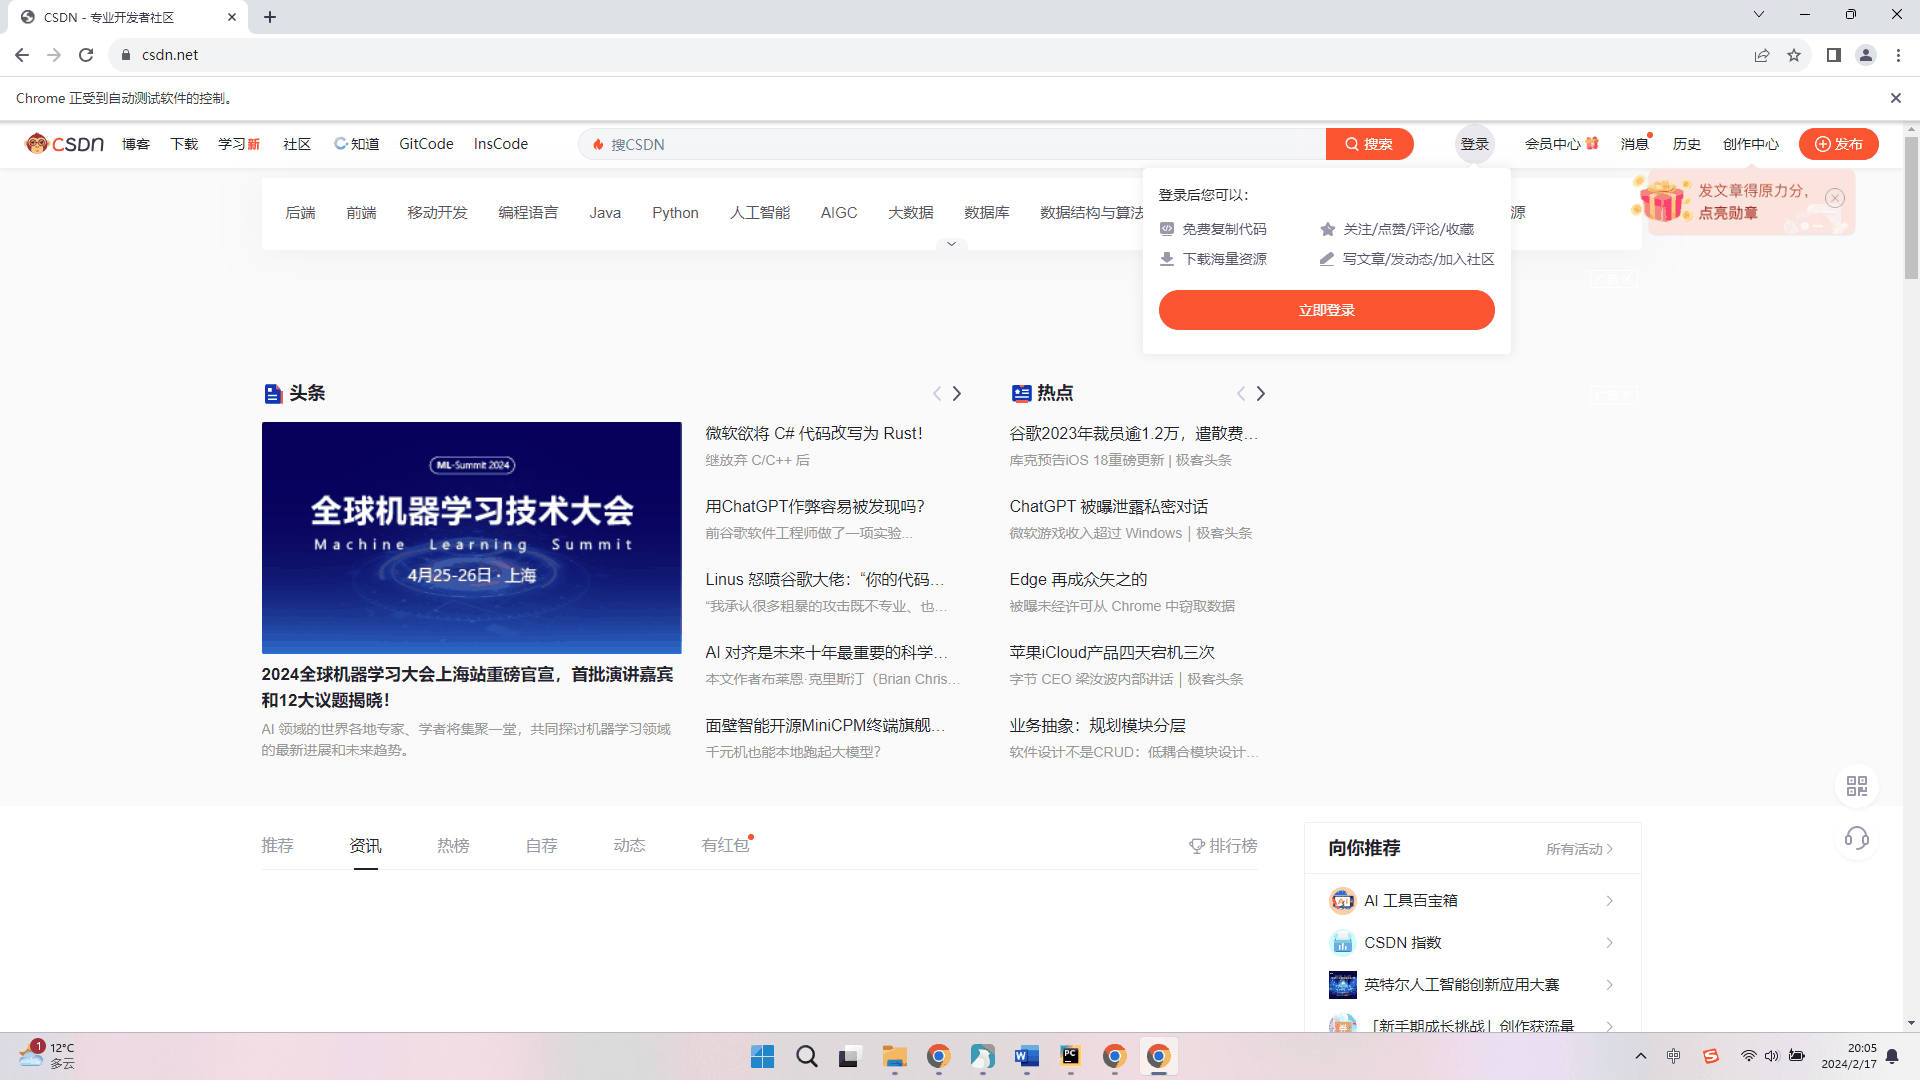 CSDN - 专业开发者社区
csdn.net
Chrome 正受到自动测试软件的控制。
CSDN 博客 下载 学习新 社区 知道 GitCode InsCode 搜CSDN 搜索 登录 会员中心 消息 历史 创作中心 发布
后端 前端 移动开发 编程语言 Java Python 人工智能 AIGC 大数据 数据库 数据结构与算法 源
登录后您可以：
免费复制代码 关注/点赞/评论/收藏
下载海量资源 写文章/发动态/加入社区
立即登录
发文章得原力分，
点亮勋章
头条
ML-Summit 2024
全球机器学习技术大会
Machine Learning Summit
4月25-26日 · 上海
2024全球机器学习大会上海站重磅官宣，首批演讲嘉宾
和12大议题揭晓！
AI 领域的世界各地专家、学者将集聚一堂，共同探讨机器学习领域
的最新进展和未来趋势。
微软欲将 C# 代码改写为 Rust！
继放弃 C/C++ 后
用ChatGPT作弊容易被发现吗？
前谷歌软件工程师做了一项实验...
Linus 怒喷谷歌大佬：“你的代码...
“我承认很多粗暴的攻击既不专业、也...
AI 对齐是未来十年最重要的科学...
本文作者布莱恩·克里斯汀（Brian Chris...
面壁智能开源MiniCPM终端旗舰...
千元机也能本地跑起大模型？
热点
谷歌2023年裁员逾1.2万，遣散费...
库克预告iOS 18重磅更新 | 极客头条
ChatGPT 被曝泄露私密对话
微软游戏收入超过 Windows｜极客头条
Edge 再成众矢之的
被曝未经许可从 Chrome 中窃取数据
苹果iCloud产品四天宕机三次
字节 CEO 梁汝波内部讲话｜极客头条
业务抽象：规划模块分层
软件设计不是CRUD：低耦合模块设计...
推荐 资讯 热榜 自荐 动态 有红包 排行榜
向你推荐 所有活动
AI 工具百宝箱
CSDN 指数
英特尔人工智能创新应用大赛
「新手期成长挑战」创作获流量
1
12°C
多云
W
PC
中
S
20:05
2024/2/17